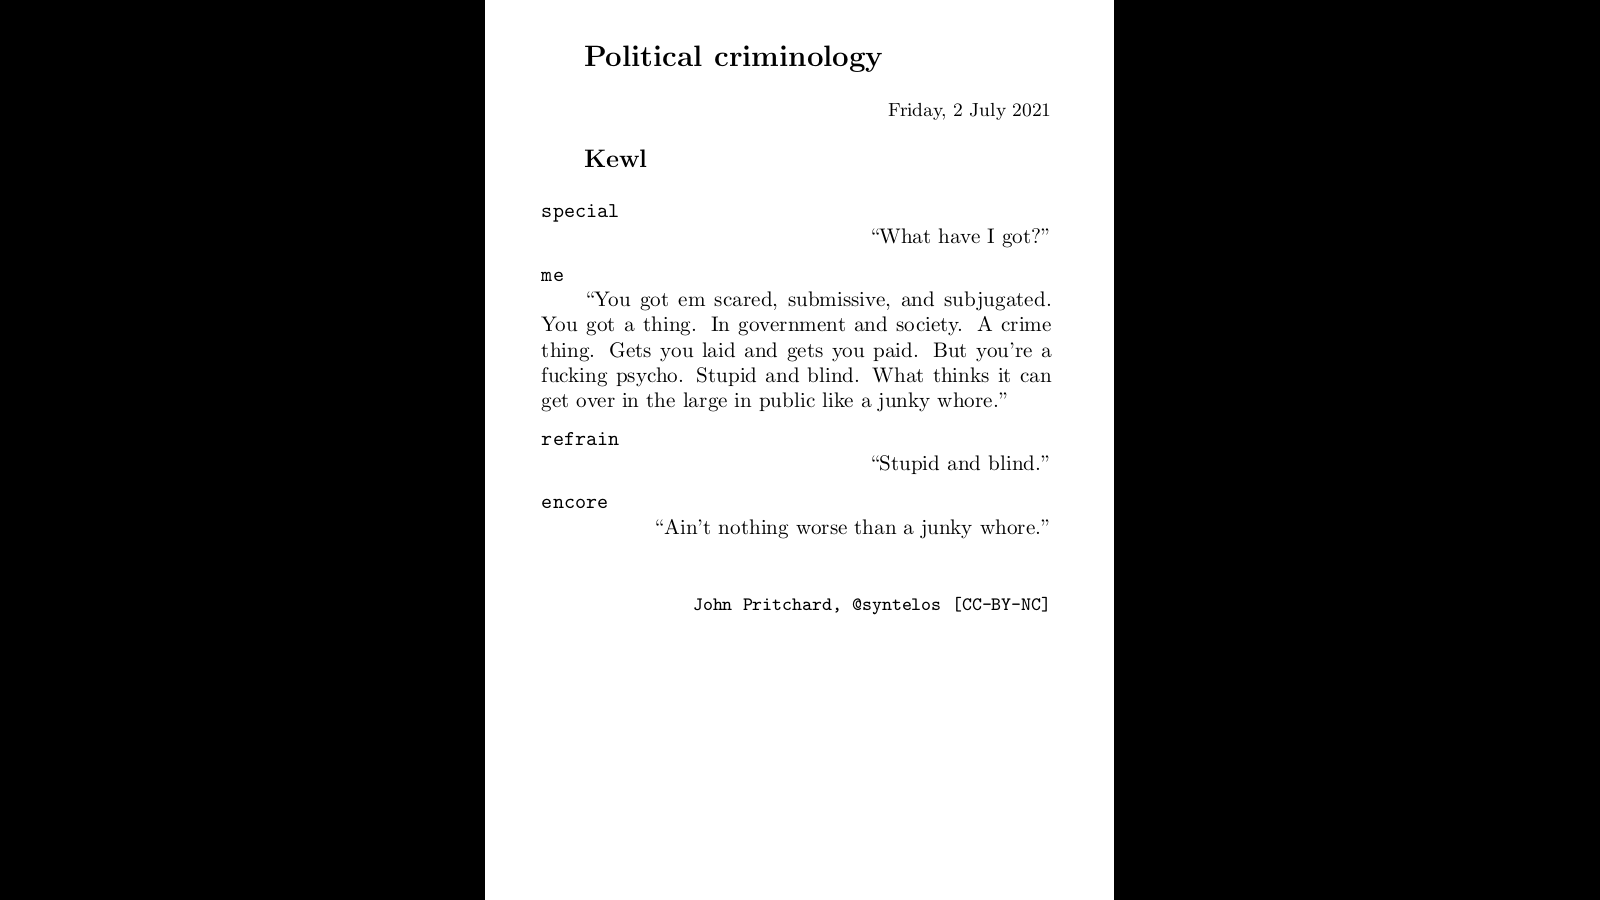 Political criminology
Friday, 2 July 2021
Kewl
special
“What have I got?”
me
“You got em scared, submissive, and subjugated.
You got a thing. In government and society. A crime
thing. Gets you laid and gets you paid. But you’re a
fucking psycho. Stupid and blind. What thinks it can
get over in the large in public like a junky whore.”
refrain
“Stupid and blind.”
encore
“Ain’t nothing worse than a junky whore.”
John Pritchard, @syntelos [CC-BY-NC]